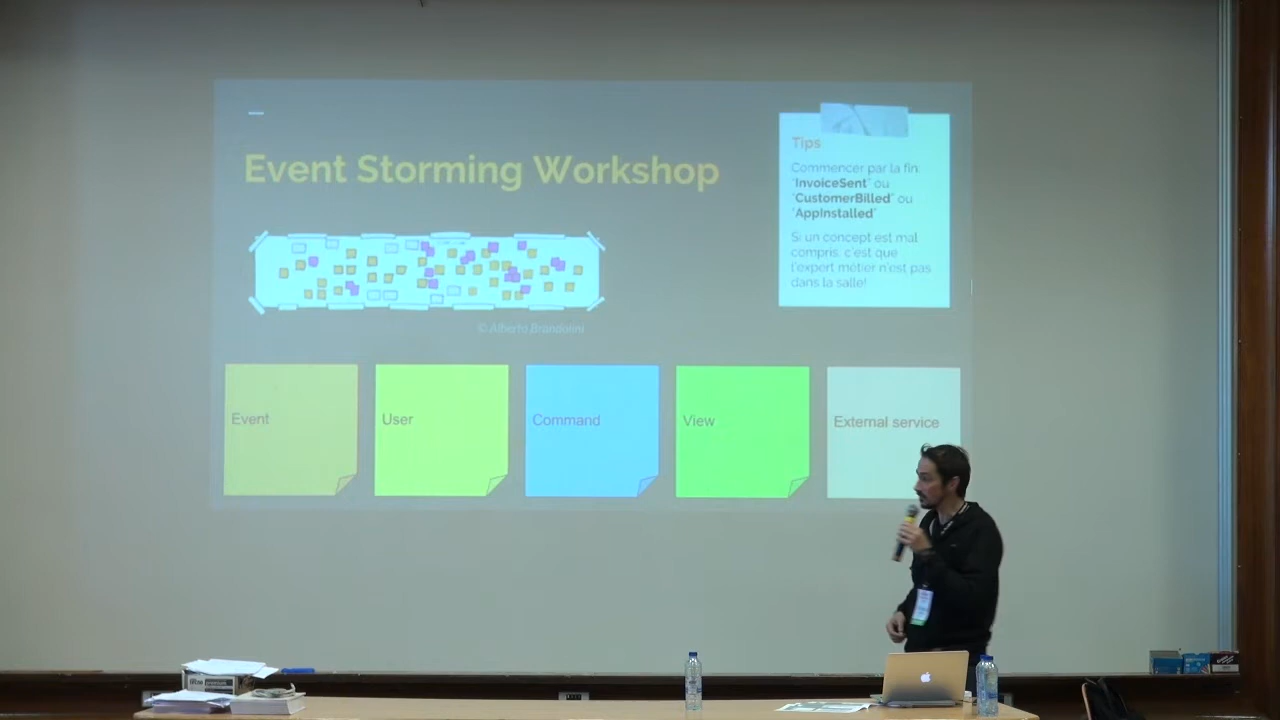 Event Storming Workshop
Tips
Commencer par la fin:
"InvoiceSent" ou
"CustomerBilled" ou
"AppInstalled"
Si un concept est mal
compris, c'est que
l'expert métier n'est pas
dans la salle!
© Alberto Brandolini
Event
User
Command
View
External service